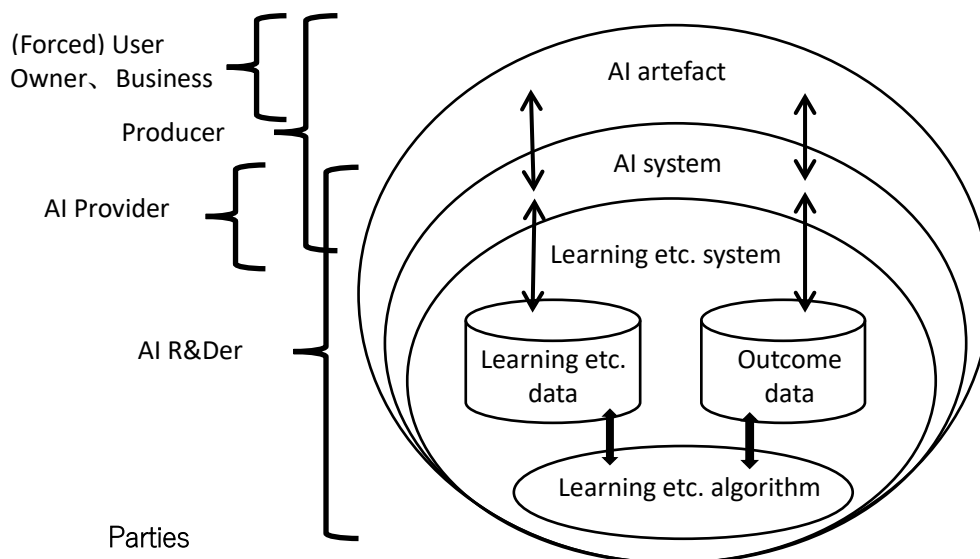 (Forced) User
Owner、Business
Producer
AI Provider
AI R&Der
Parties
AI artefact
AI system
Learning etc. system
Learning etc.
data
Outcome
data
Learning etc. algorithm